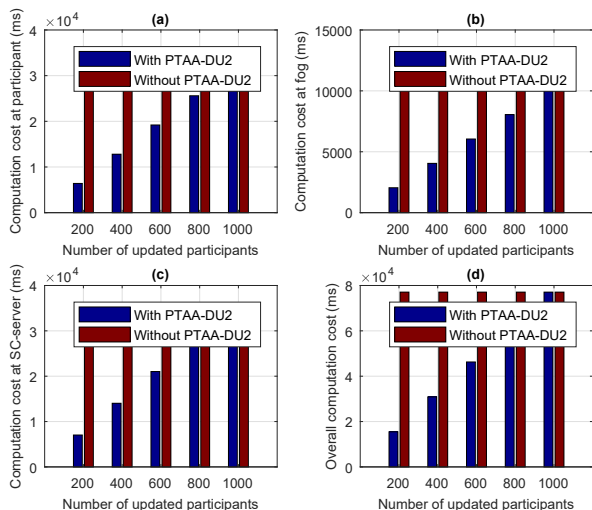 (a)
×10⁴
Computation cost at participant (ms)
4
3
2
1
0
With PTAA-DU2
Without PTAA-DU2
200 400 600 800 1000
Number of updated participants
(b)
Computation cost at fog (ms)
15000
10000
5000
0
With PTAA-DU2
Without PTAA-DU2
200 400 600 800 1000
Number of updated participants
(c)
×10⁴
Computation cost at SC-server (ms)
4
3
2
1
0
With PTAA-DU2
Without PTAA-DU2
200 400 600 800 1000
Number of updated participants
(d)
×10⁴
Overall computation cost (ms)
8
6
4
2
0
With PTAA-DU2
Without PTAA-DU2
200 400 600 800 1000
Number of updated participants